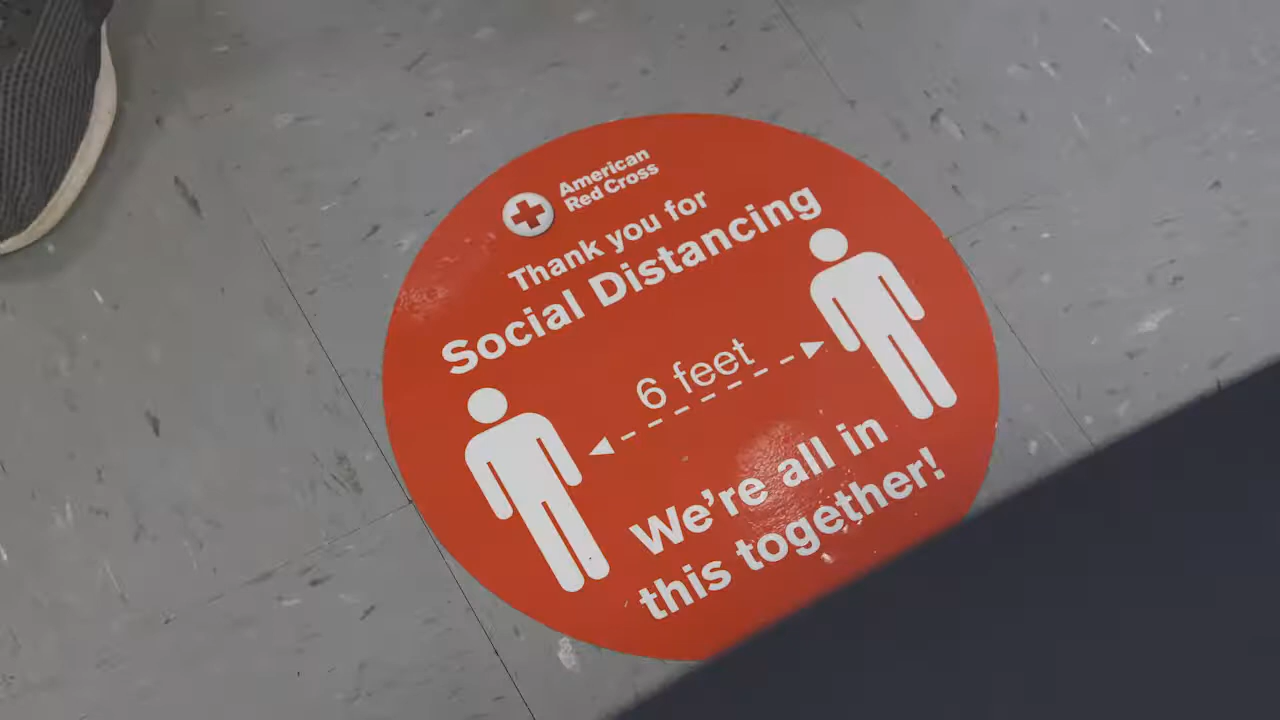 American
Red Cross
Thank you for
Social Distancing
6 feet
We're all in
this together!